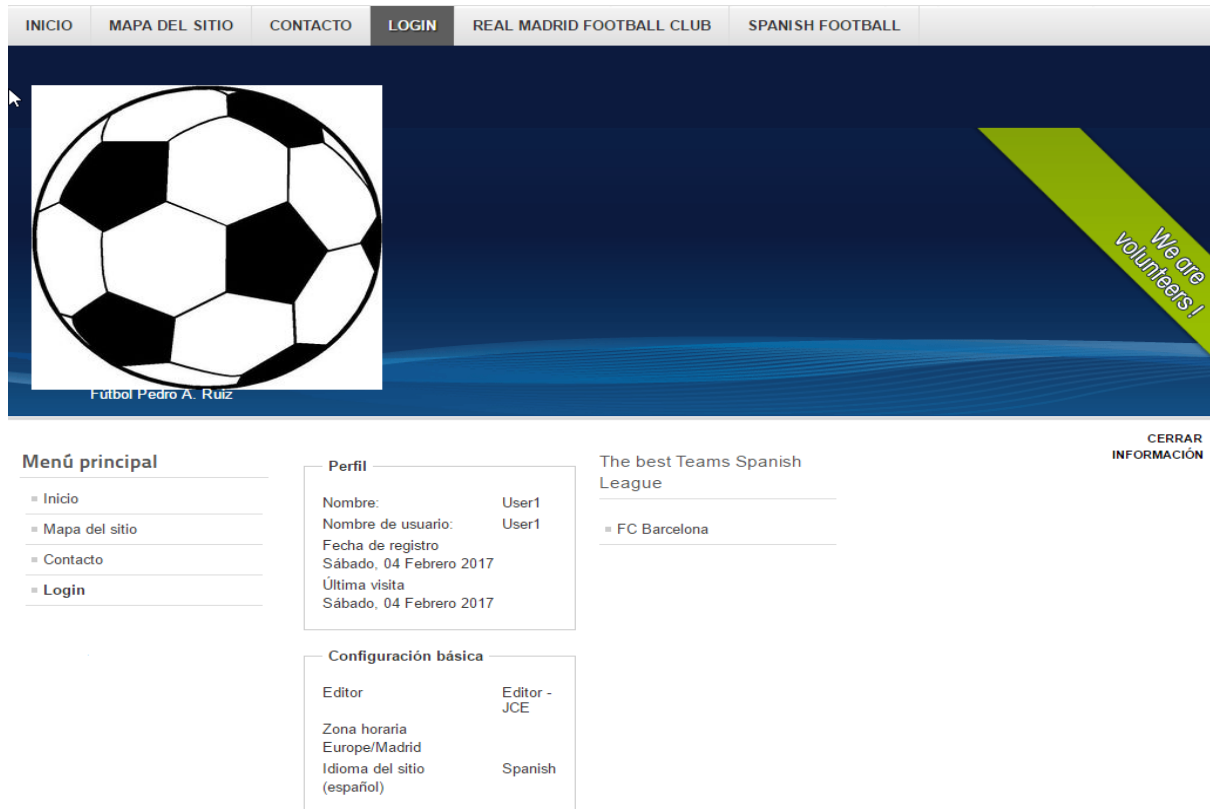 INICIO MAPA DEL SITIO CONTACTO LOGIN REAL MADRID FOOTBALL CLUB SPANISH FOOTBALL
We are
volunteers !
Fútbol Pedro A. Ruiz
CERRAR
INFORMACIÓN
Menú principal
Inicio
Mapa del sitio
Contacto
Login
Perfil
Nombre: User1
Nombre de usuario: User1
Fecha de registro
Sábado, 04 Febrero 2017
Última visita
Sábado, 04 Febrero 2017
Configuración básica
Editor Editor -
JCE
Zona horaria
Europe/Madrid
Idioma del sitio Spanish
(español)
The best Teams Spanish
League
FC Barcelona